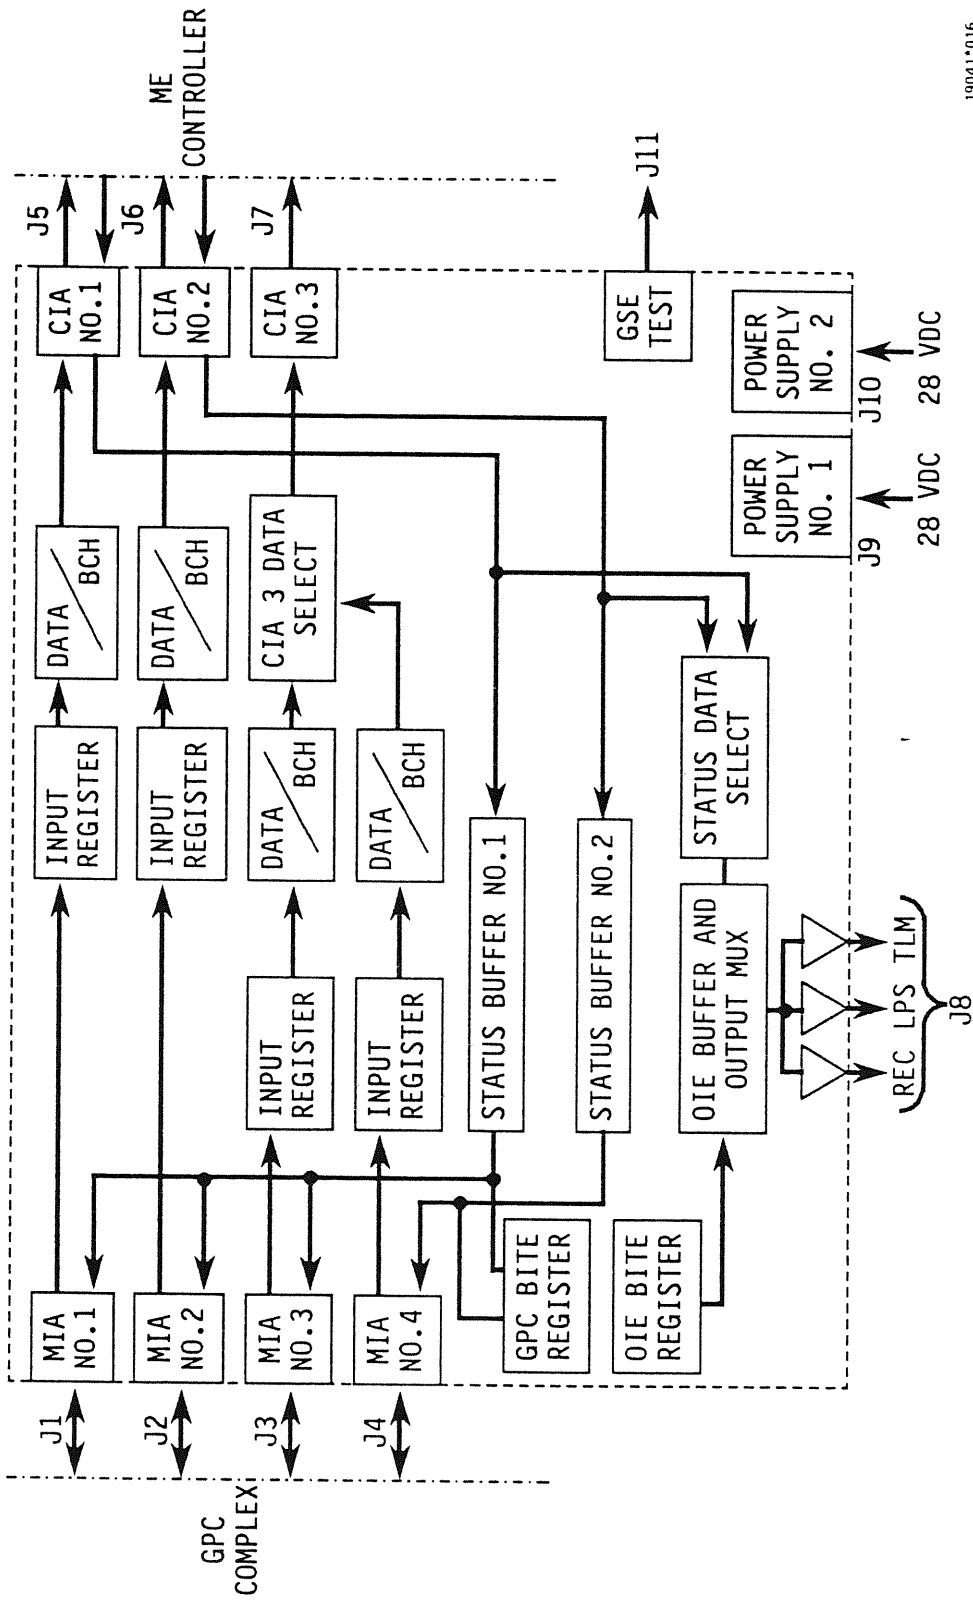 GPC
COMPLEX
J1
J2
J3
J4
MIA
NO.1
MIA
NO.2
MIA
NO.3
MIA
NO.4
INPUT
REGISTER
INPUT
REGISTER
INPUT
REGISTER
INPUT
REGISTER
DATA
BCH
DATA
BCH
DATA
BCH
DATA
BCH
CIA 3 DATA
SELECT
CIA
NO.1
CIA
NO.2
CIA
NO.3
J5
J6
J7
ME
CONTROLLER
GPC BITE
REGISTER
OIE BITE
REGISTER
STATUS BUFFER NO.1
STATUS BUFFER NO.2
OIE BUFFER AND
OUTPUT MUX
STATUS DATA
SELECT
GSE
TEST
J11
POWER
SUPPLY
NO. 1
POWER
SUPPLY
NO. 2
J9
J10
28 VDC
28 VDC
REC LPS TLM
J8
19041*016